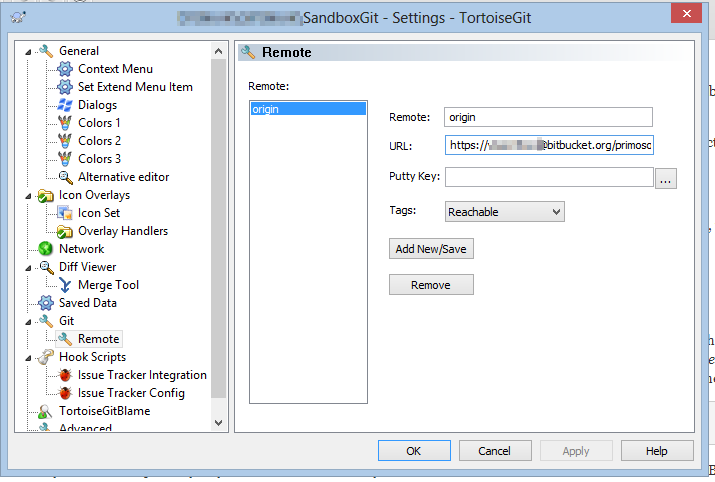 SandboxGit - Settings - TortoiseGit
General
Context Menu
Set Extend Menu Item
Dialogs
Colors 1
Colors 2
Colors 3
Alternative editor
Icon Overlays
Icon Set
Overlay Handlers
Network
Diff Viewer
Merge Tool
Saved Data
Git
Remote
Hook Scripts
Issue Tracker Integration
Issue Tracker Config
TortoiseGitBlame
Advanced
Remote
Remote:
origin
Remote: origin
URL: https:// @bitbucket.org/primosc
Putty Key: ...
Tags: Reachable
Add New/Save
Remove
OK Cancel Apply Help